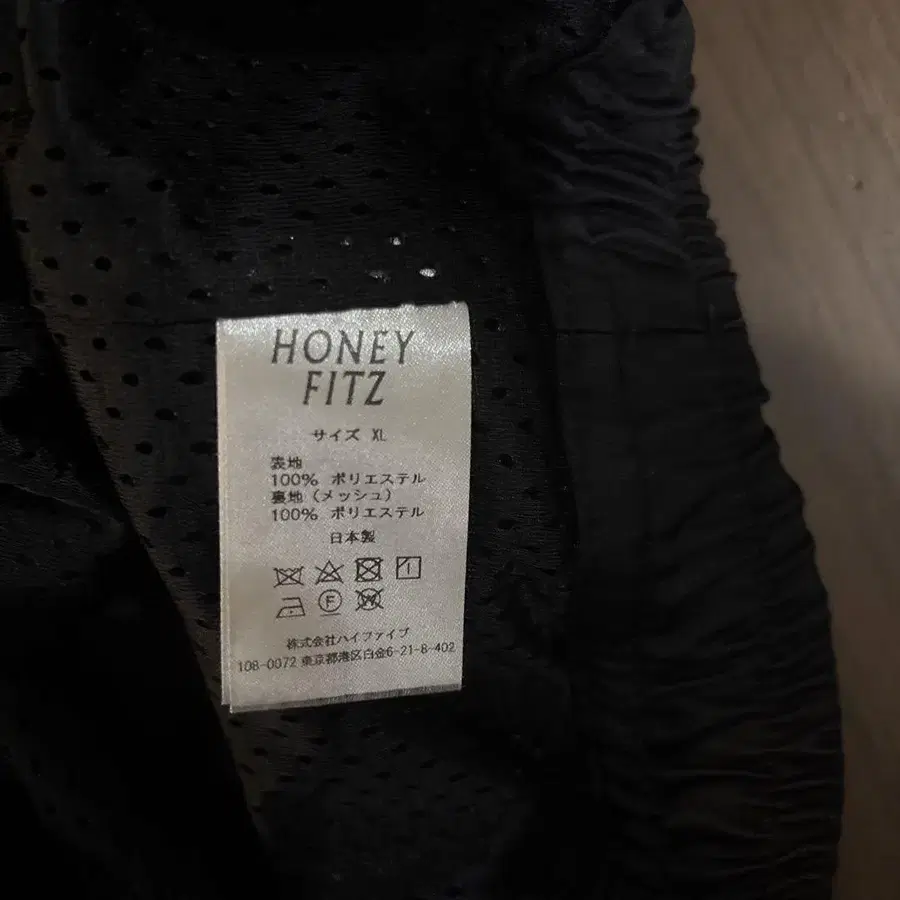 HONEY
FITZ
サイズ XL
表地
100% ポリエステル
裏地(メッシュ)
100% ポリエステル
日本製
F
W
株式会社ハイファイブ
108-0072 東京都港区白金6-21-8-402